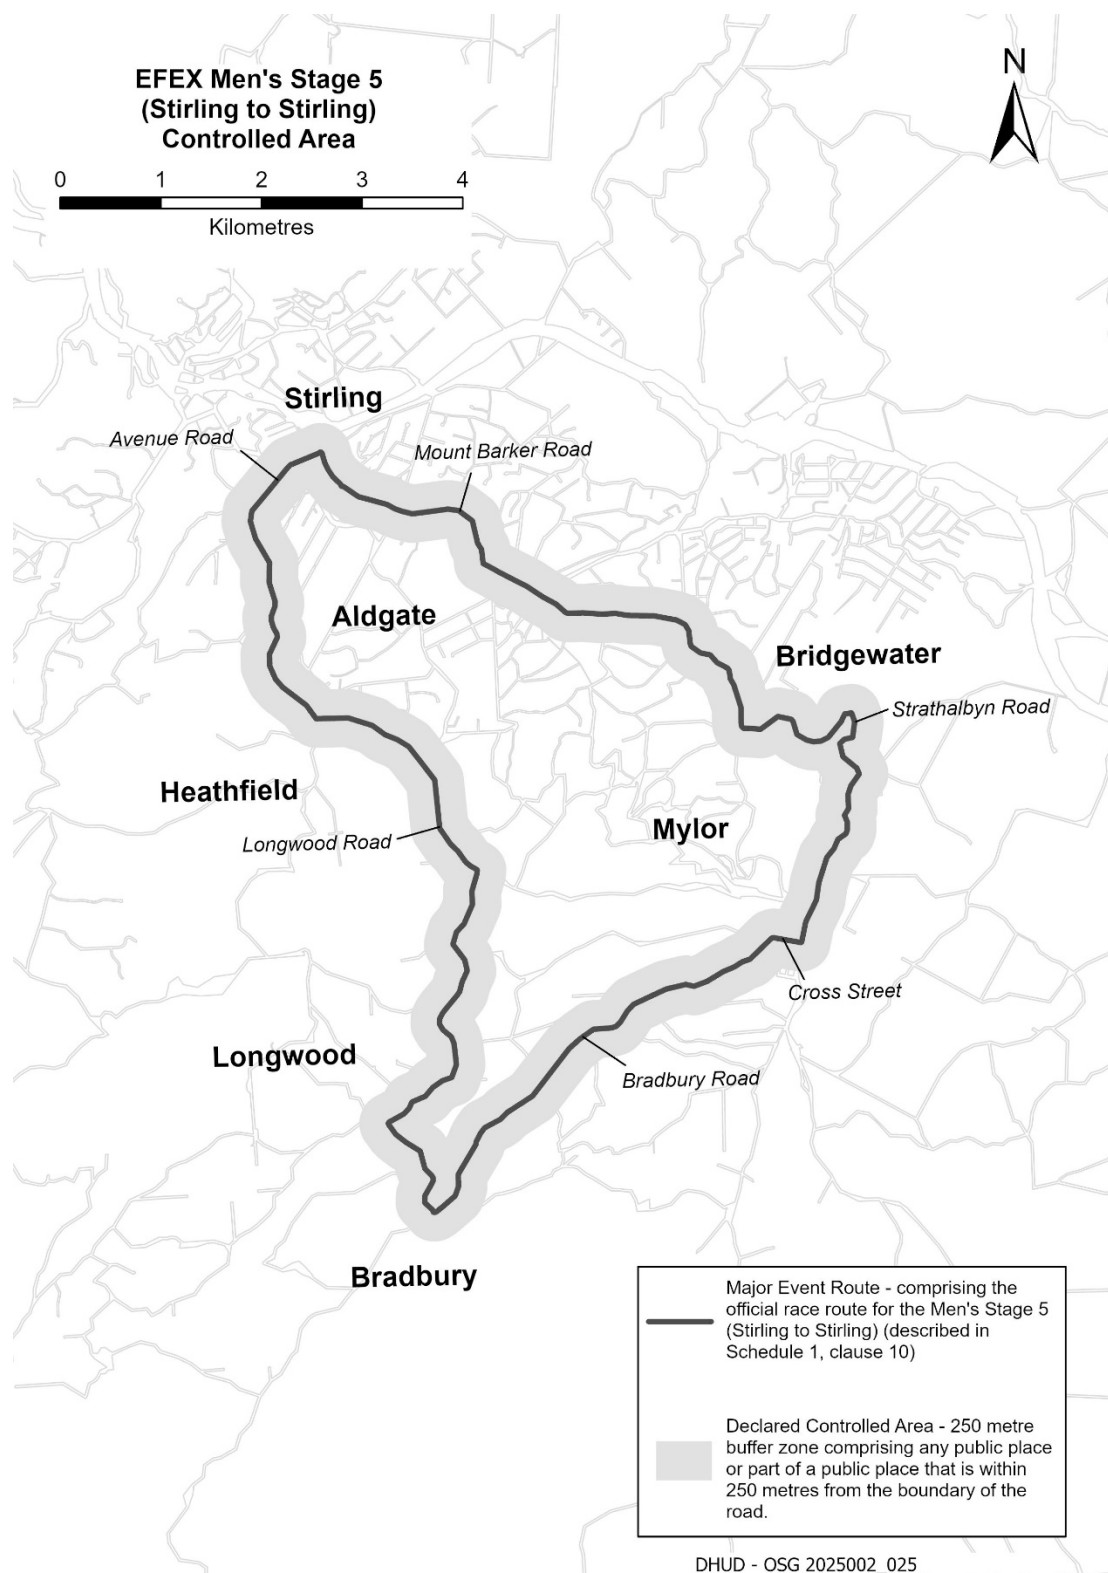 EFEX Men's Stage 5
(Stirling to Stirling)
Controlled Area
N
0 1 2 3 4
Kilometres
Stirling
Avenue Road
Mount Barker Road
Aldgate
Bridgewater
Strathalbyn Road
Heathfield
Mylor
Longwood Road
Cross Street
Longwood
Bradbury Road
Bradbury
Major Event Route - comprising the
official race route for the Men's Stage 5
(Stirling to Stirling) (described in
Schedule 1, clause 10)
Declared Controlled Area - 250 metre
buffer zone comprising any public place
or part of a public place that is within
250 metres from the boundary of the
road.
DHUD - OSG 2025002_025